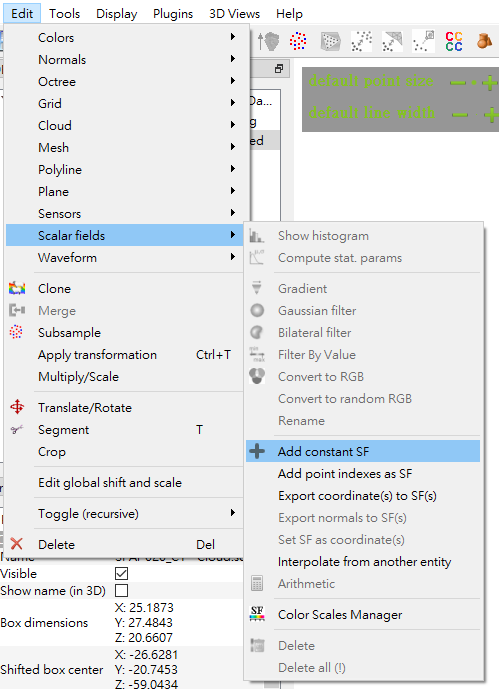 Edit Tools Display Plugins 3D Views Help
Colors
Normals
Octree
Grid
Cloud
Mesh
Polyline
Plane
Sensors
Scalar fields
Waveform
Clone
Merge
Subsample
Apply transformation Ctrl+T
Multiply/Scale
Translate/Rotate
Segment T
Crop
Edit global shift and scale
Toggle (recursive)
Delete Del
Show histogram
Compute stat. params
Gradient
Gaussian filter
Bilateral filter
min max Filter By Value
Convert to RGB
Convert to random RGB
Rename
Add constant SF
Add point indexes as SF
Export coordinate(s) to SF(s)
Export normals to SF(s)
Set SF as coordinate(s)
Interpolate from another entity
Arithmetic
SF Color Scales Manager
Delete
Delete all (!)
CC
CC
default point size
default line width
Da...
ed
Visible
Show name (in 3D)
Box dimensions
X: 25.1873
Y: 27.4843
Z: 20.6607
Shifted box center
X: -26.6281
Y: -20.7453
Z: -59.0434